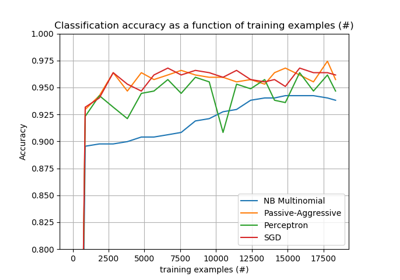 Classification accuracy as a function of training examples (#)
1.000
0.975
0.950
0.925
0.900
0.875
0.850
0.825
0.800
Accuracy
NB Multinomial
Passive-Aggressive
Perceptron
SGD
0 2500 5000 7500 10000 12500 15000 17500
training examples (#)